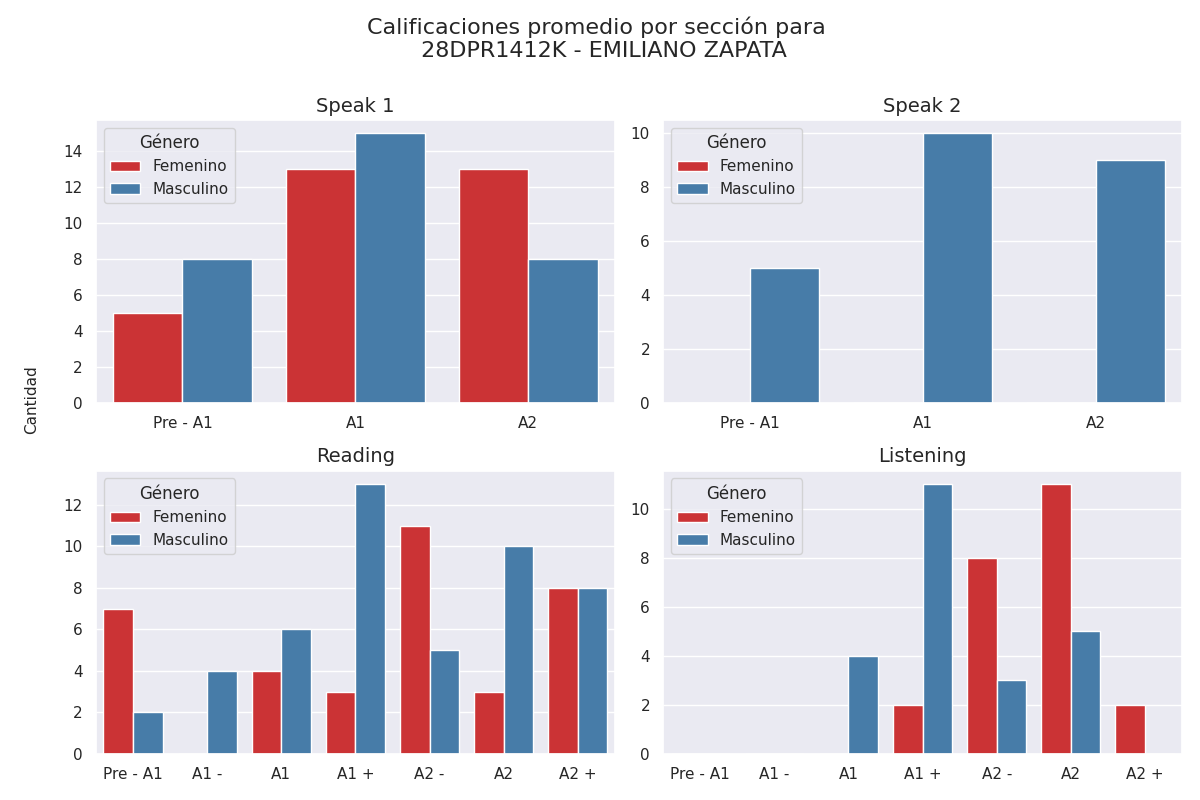 Calificaciones promedio por sección para
28DPR1412K - EMILIANO ZAPATA
Cantidad
Speak 1
Género
Femenino
Masculino
14
12
10
8
6
4
2
0
Pre - A1
A1
A2
Speak 2
Género
Femenino
Masculino
10
8
6
4
2
0
Pre - A1
A1
A2
Reading
Género
Femenino
Masculino
12
10
8
6
4
2
0
Pre - A1
A1 -
A1
A1 +
A2 -
A2
A2 +
Listening
Género
Femenino
Masculino
10
8
6
4
2
0
Pre - A1
A1 -
A1
A1 +
A2 -
A2
A2 +